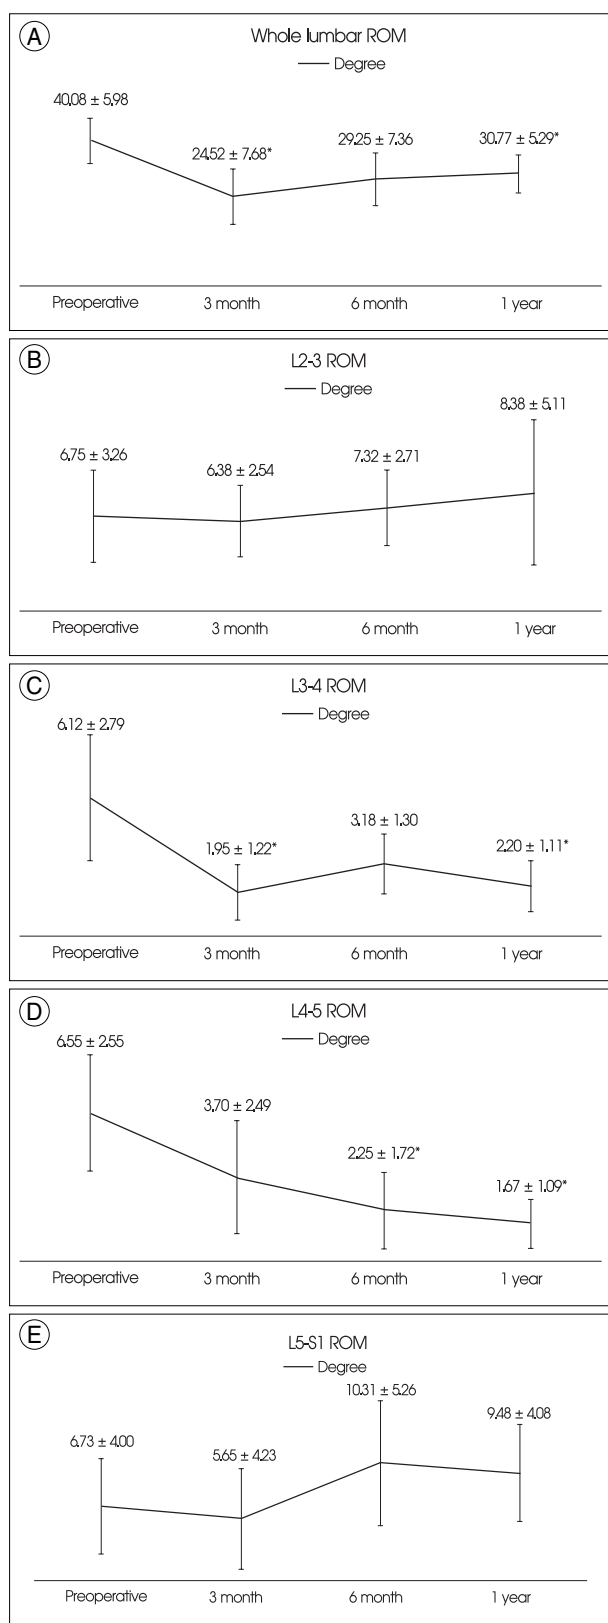 A
Whole lumbar ROM
Degree
40.08 ± 5.98
24.52 ± 7.68*
29.25 ± 7.36
30.77 ± 5.29*
Preoperative 3 month 6 month 1 year
B
L2-3 ROM
Degree
6.75 ± 3.26
6.38 ± 2.54
7.32 ± 2.71
8.38 ± 5.11
Preoperative 3 month 6 month 1 year
C
L3-4 ROM
Degree
6.12 ± 2.79
1.95 ± 1.22*
3.18 ± 1.30
2.20 ± 1.11*
Preoperative 3 month 6 month 1 year
D
L4-5 ROM
Degree
6.55 ± 2.55
3.70 ± 2.49
2.25 ± 1.72*
1.67 ± 1.09*
Preoperative 3 month 6 month 1 year
E
L5-S1 ROM
Degree
6.73 ± 4.00
5.65 ± 4.23
10.31 ± 5.26
9.48 ± 4.08
Preoperative 3 month 6 month 1 year